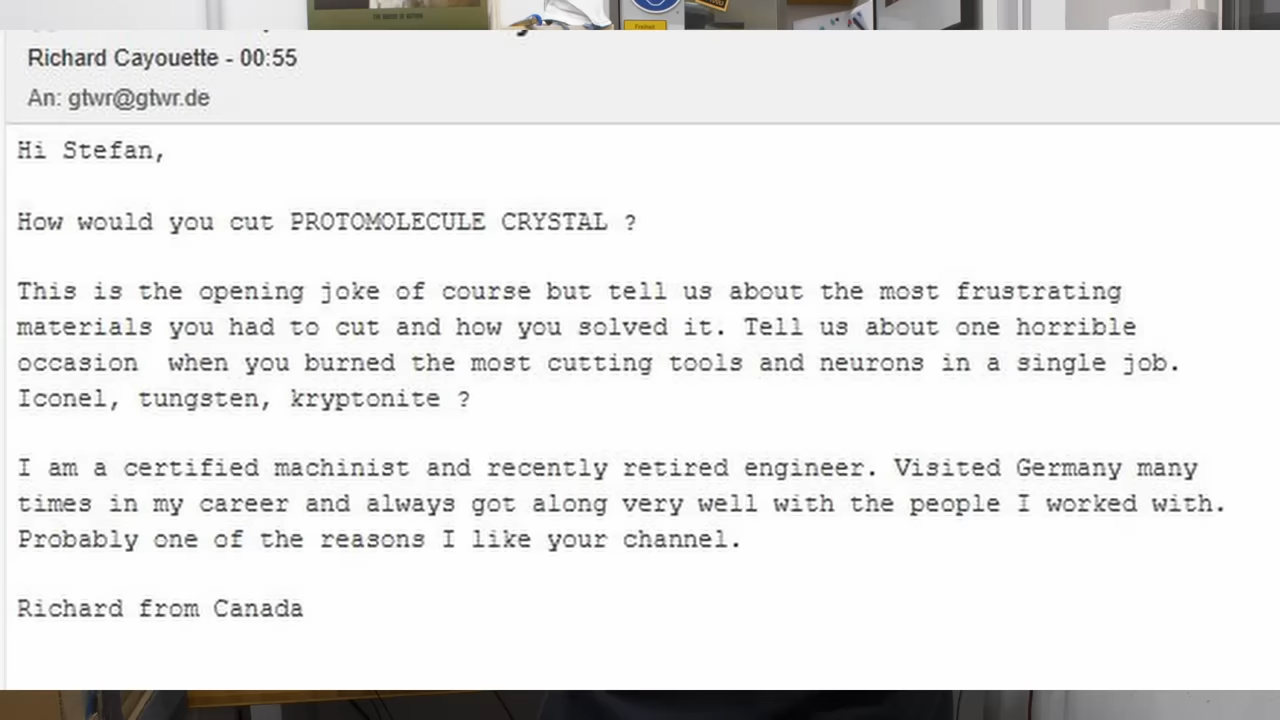 Richard Cayouette - 00:55
An: gtwr@gtwr.de
Hi Stefan,
How would you cut PROTOMOLECULE CRYSTAL ?
This is the opening joke of course but tell us about the most frustrating
materials you had to cut and how you solved it. Tell us about one horrible
occasion  when you burned the most cutting tools and neurons in a single job.
Iconel, tungsten, kryptonite ?
I am a certified machinist and recently retired engineer. Visited Germany many
times in my career and always got along very well with the people I worked with.
Probably one of the reasons I like your channel.
Richard from Canada